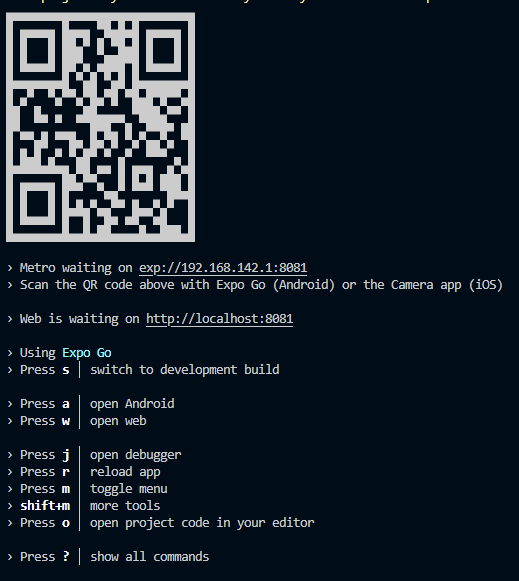 › Metro waiting on exp://192.168.142.1:8081
› Scan the QR code above with Expo Go (Android) or the Camera app (iOS)
› Web is waiting on http://localhost:8081
› Using Expo Go
› Press s │ switch to development build
› Press a │ open Android
› Press w │ open web
› Press j │ open debugger
› Press r │ reload app
› Press m │ toggle menu
› shift+m │ more tools
› Press o │ open project code in your editor
› Press ? │ show all commands